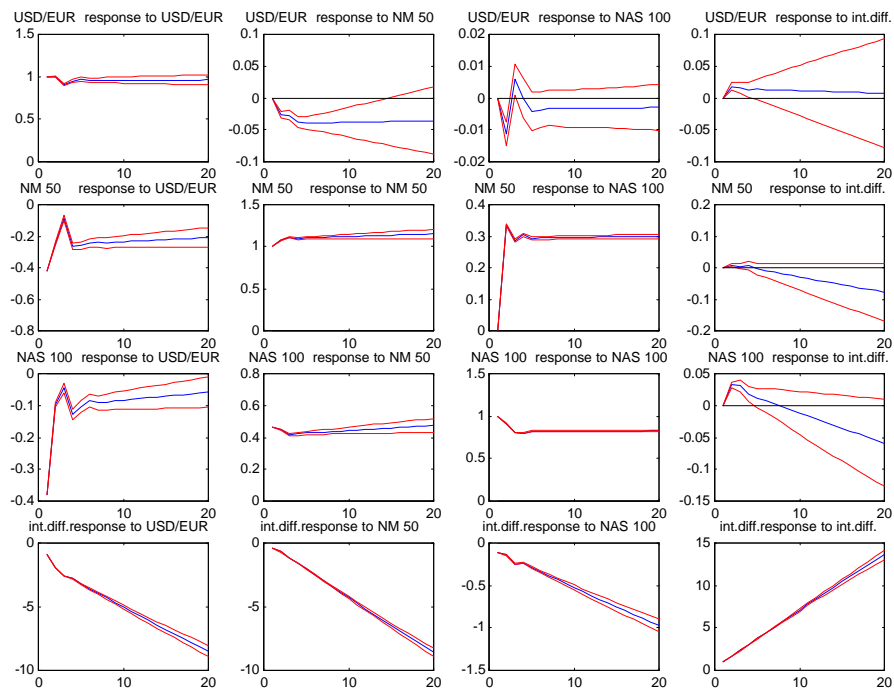 USD/EUR response to USD/EUR
1.5
1
0.5
0
0 10 20
USD/EUR response to NM 50
0.1
0.05
0
-0.05
-0.1
0 10 20
USD/EUR response to NAS 100
0.02
0.01
0
-0.01
-0.02
0 10 20
USD/EUR response to int.diff.
0.1
0.05
0
-0.05
-0.1
0 10 20
NM 50 response to USD/EUR
0
-0.2
-0.4
-0.6
-0.8
0 10 20
NM 50 response to NM 50
1.5
1
0.5
0
0 10 20
NM 50 response to NAS 100
0.4
0.3
0.2
0.1
0
0 10 20
NM 50 response to int.diff.
0.2
0.1
0
-0.1
-0.2
0 10 20
NAS 100 response to USD/EUR
0
-0.1
-0.2
-0.3
-0.4
0 10 20
NAS 100 response to NM 50
0.8
0.6
0.4
0.2
0
0 10 20
NAS 100 response to NAS 100
1.5
1
0.5
0
0 10 20
NAS 100 response to int.diff.
0.05
0
-0.05
-0.1
-0.15
0 10 20
int.diff.response to USD/EUR
0
-5
-10
0 10 20
int.diff.response to NM 50
0
-5
-10
0 10 20
int.diff.response to NAS 100
0
-0.5
-1
-1.5
0 10 20
int.diff.response to int.diff.
15
10
5
0
0 10 20